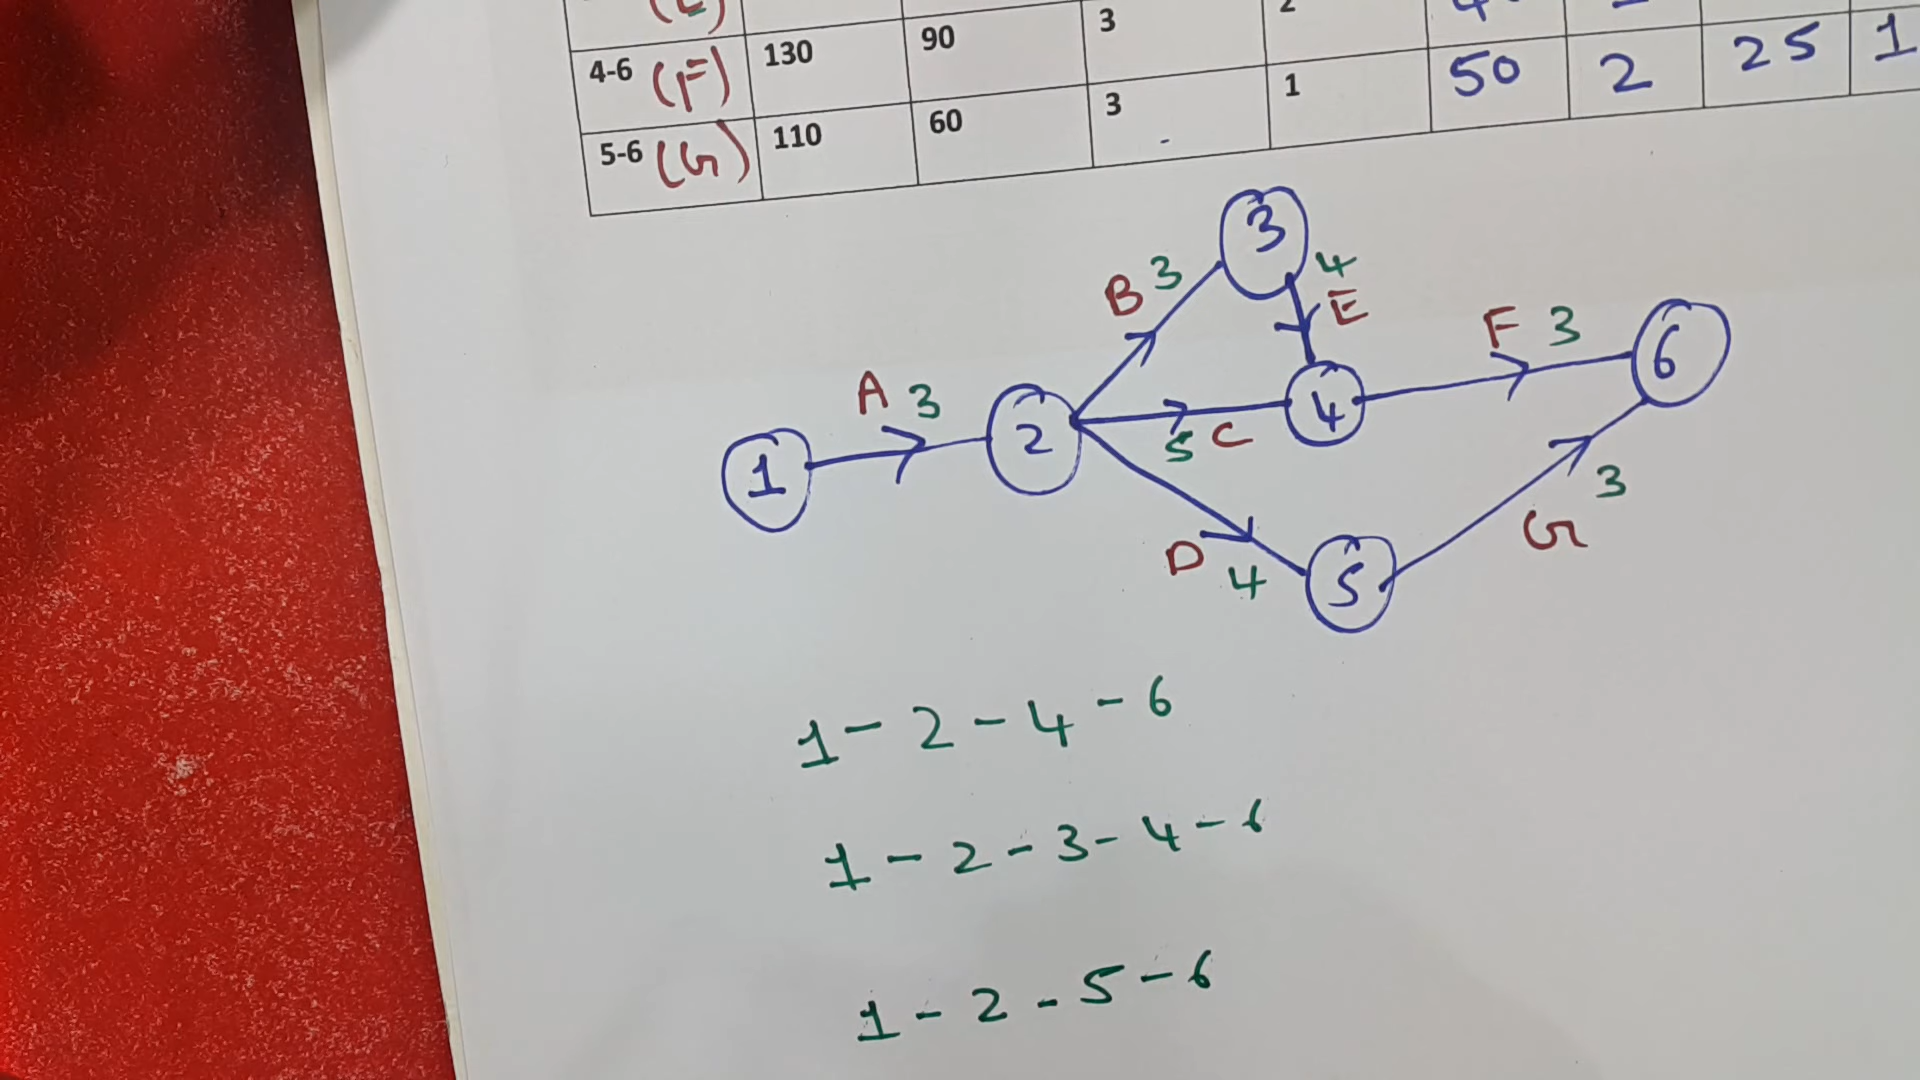 (E) 2
4-6 (F) 130 90 3 1 50 2 25 1
5-6 (G) 110 60 3
3
B 3
4
E
F 3
6
A 3
1
2
5 C
4
D 4
5
G 3
1 - 2 - 4 - 6
1 - 2 - 3 - 4 - 6
1 - 2 - 5 - 6